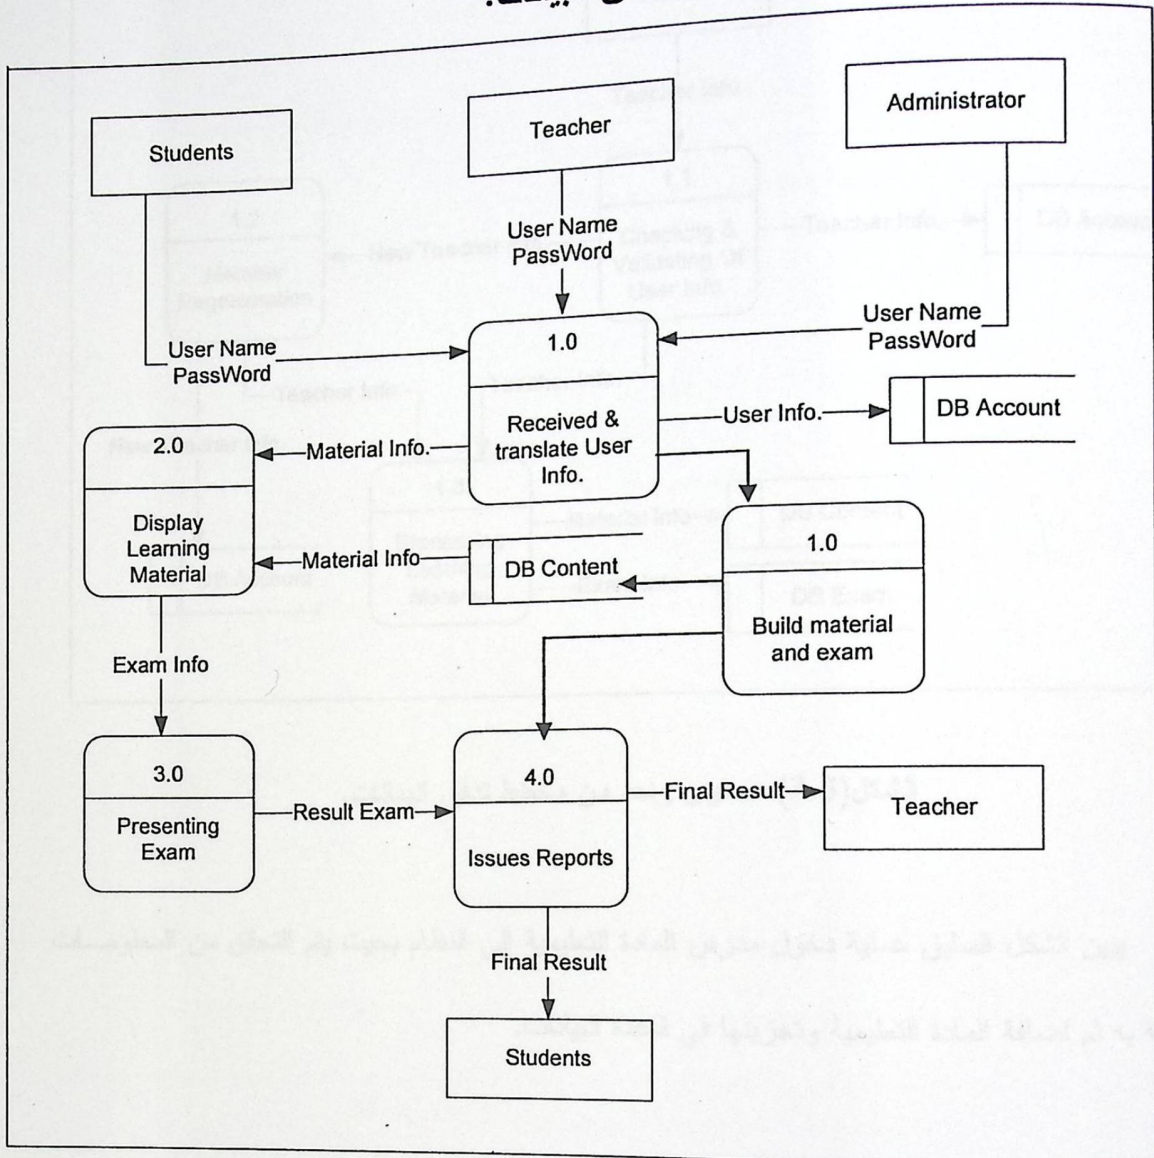 Students
Teacher
Administrator
User Name
PassWord
User Name
PassWord
User Name
PassWord
1.0
Received &
translate User
Info.
User Info.
DB Account
2.0
Display
Learning
Material
Material Info.
Material Info
DB Content
1.0
Build material
and exam
Exam Info
3.0
Presenting
Exam
Result Exam
4.0
Issues Reports
Final Result
Teacher
Final Result
Students